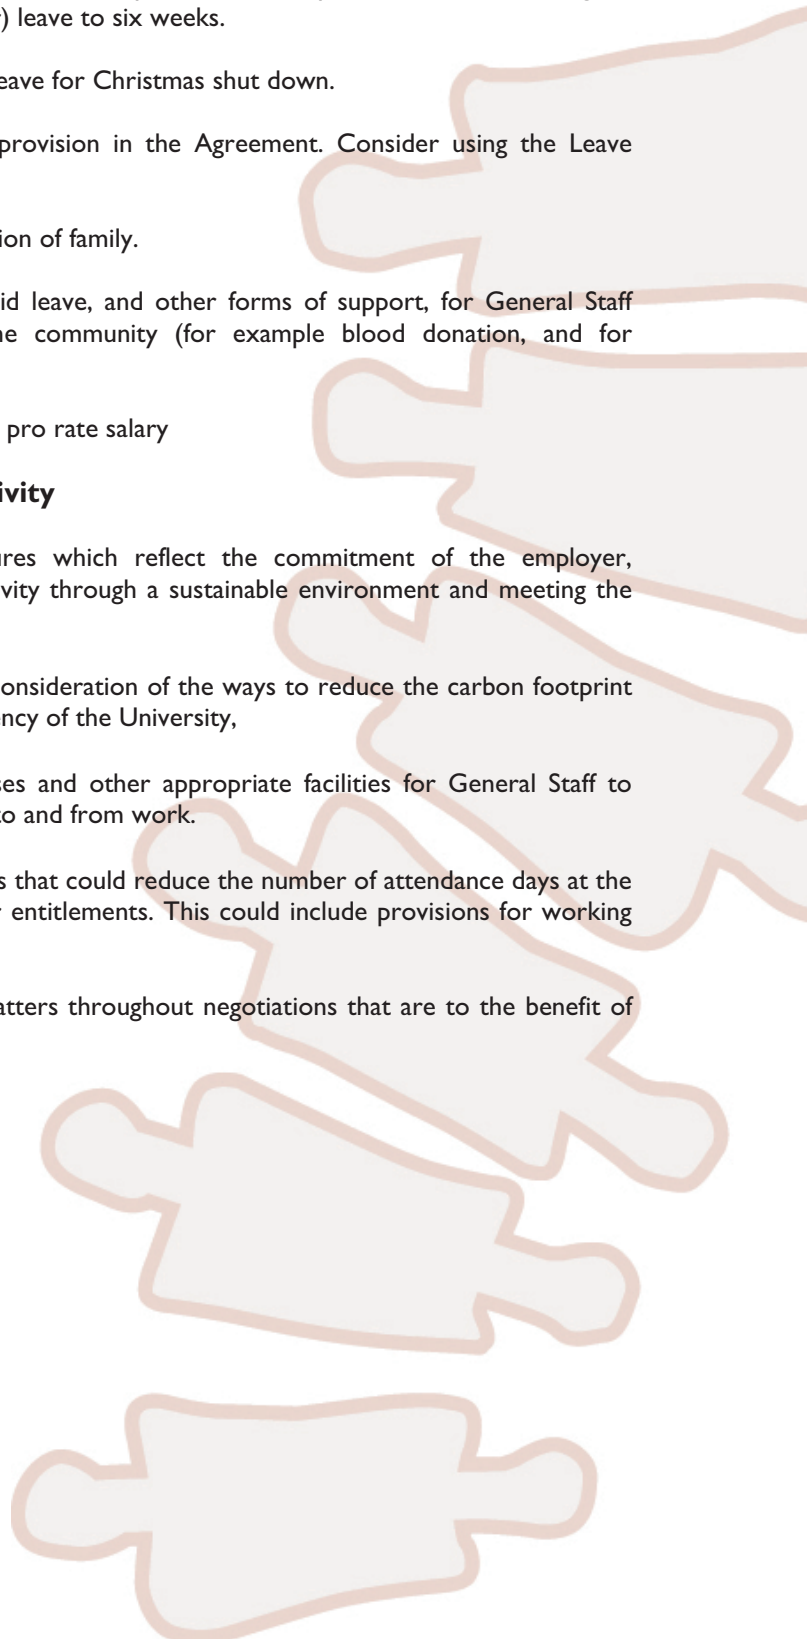 ) leave to six weeks.
eave for Christmas shut down.
provision in the Agreement. Consider using the Leave
ion of family.
id leave, and other forms of support, for General Staff
ne community (for example blood donation, and for
pro rate salary
ivity
ures which reflect the commitment of the employer,
ivity through a sustainable environment and meeting the
onsideration of the ways to reduce the carbon footprint
ency of the University,
ses and other appropriate facilities for General Staff to
to and from work.
s that could reduce the number of attendance days at the
r entitlements. This could include provisions for working
atters throughout negotiations that are to the benefit of